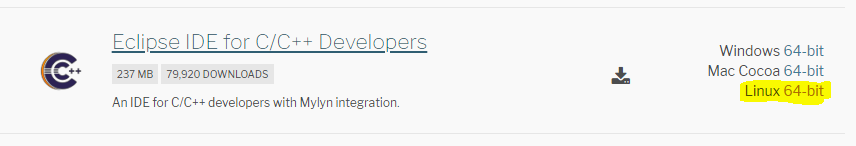 Eclipse IDE for C/C++ Developers
237 MB 79,920 DOWNLOADS
An IDE for C/C++ developers with Mylyn integration.
C++
Windows 64-bit
Mac Cocoa 64-bit
Linux 64-bit